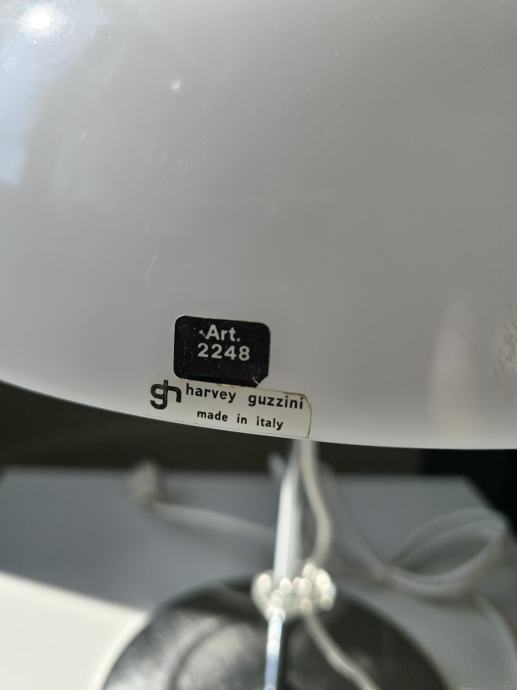 Art.
2248
gh harvey guzzini
made in italy